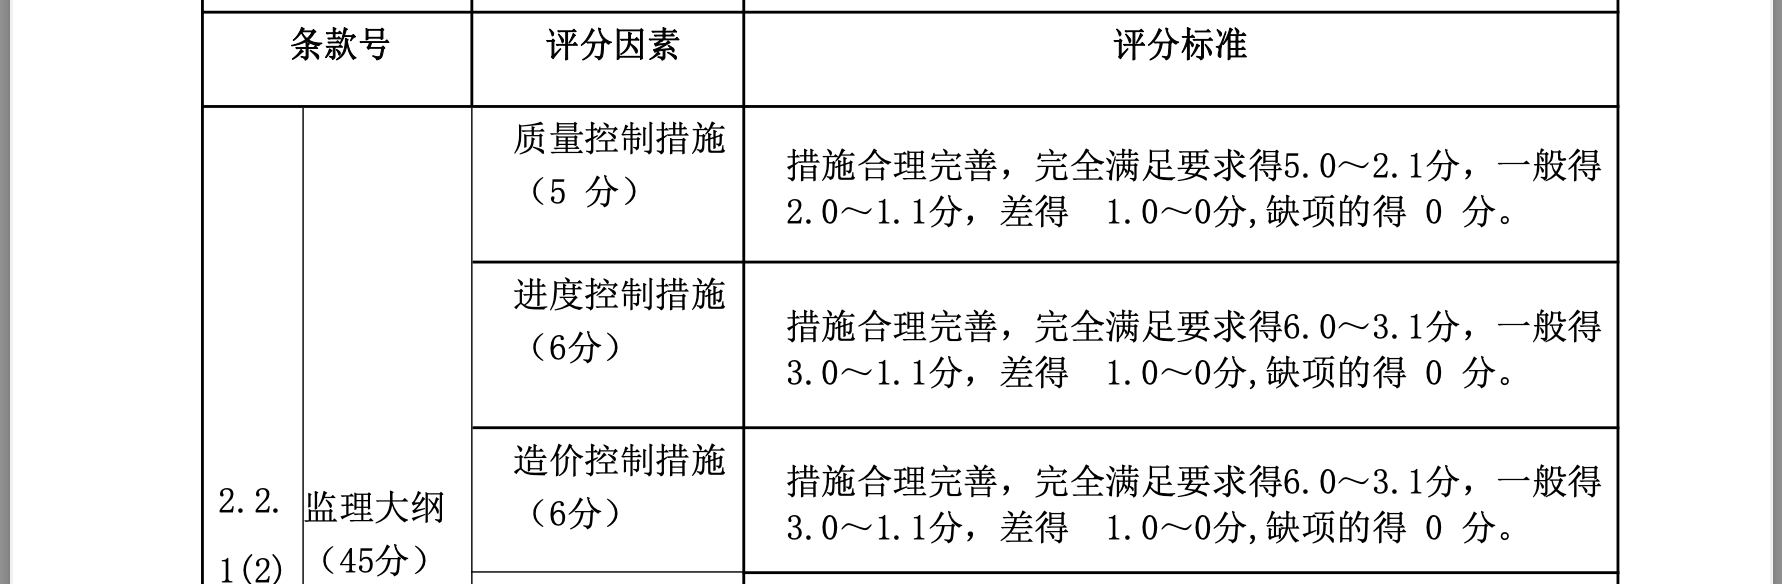 条款号
评分因素
评分标准
质量控制措施
（5 分）
措施合理完善，完全满足要求得5.0～2.1分，一般得
2.0～1.1分，差得 1.0～0分,缺项的得 0 分。
进度控制措施
（6分）
措施合理完善，完全满足要求得6.0～3.1分，一般得
3.0～1.1分，差得 1.0～0分,缺项的得 0 分。
造价控制措施
（6分）
措施合理完善，完全满足要求得6.0～3.1分，一般得
3.0～1.1分，差得 1.0～0分,缺项的得 0 分。
2.2.
1(2)
监理大纲
（45分）